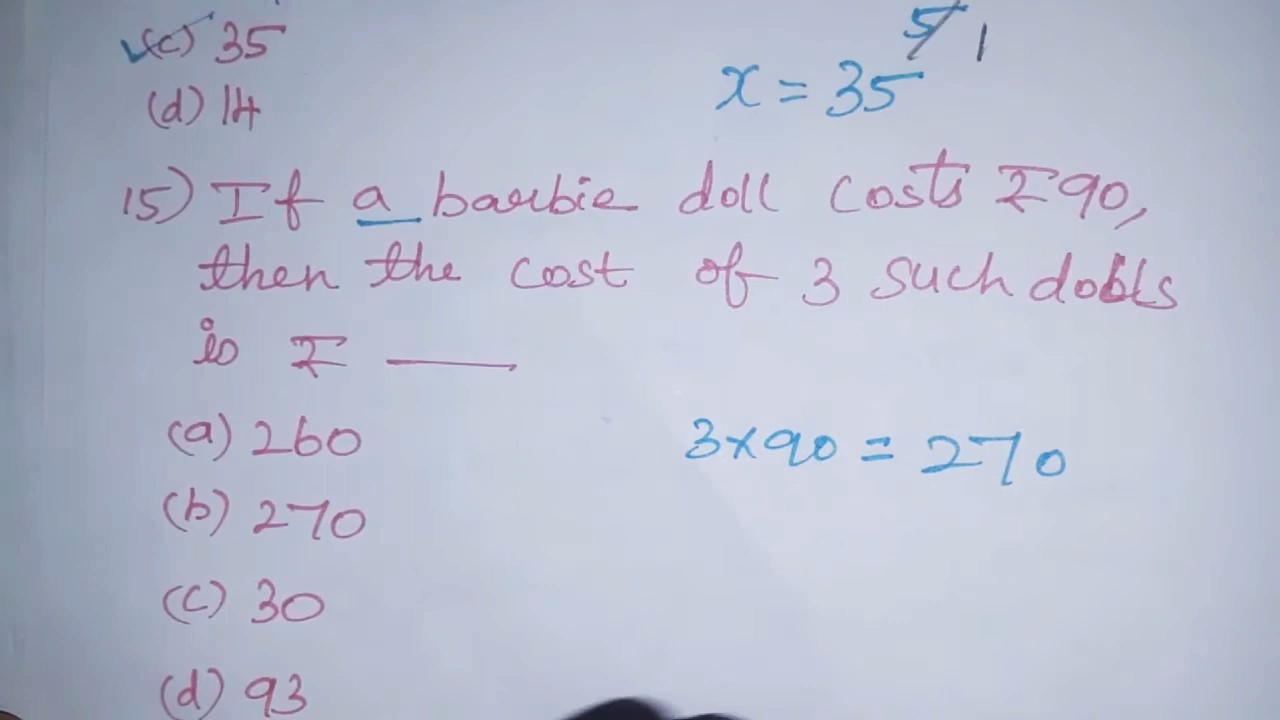 (c) 35
(d) 14
5 1
x = 35
15) If a barbie doll costs ₹90,
then the cost of 3 such dolls
is ₹ ____
(a) 260
(b) 270
(c) 30
(d) 93
3×90 = 270